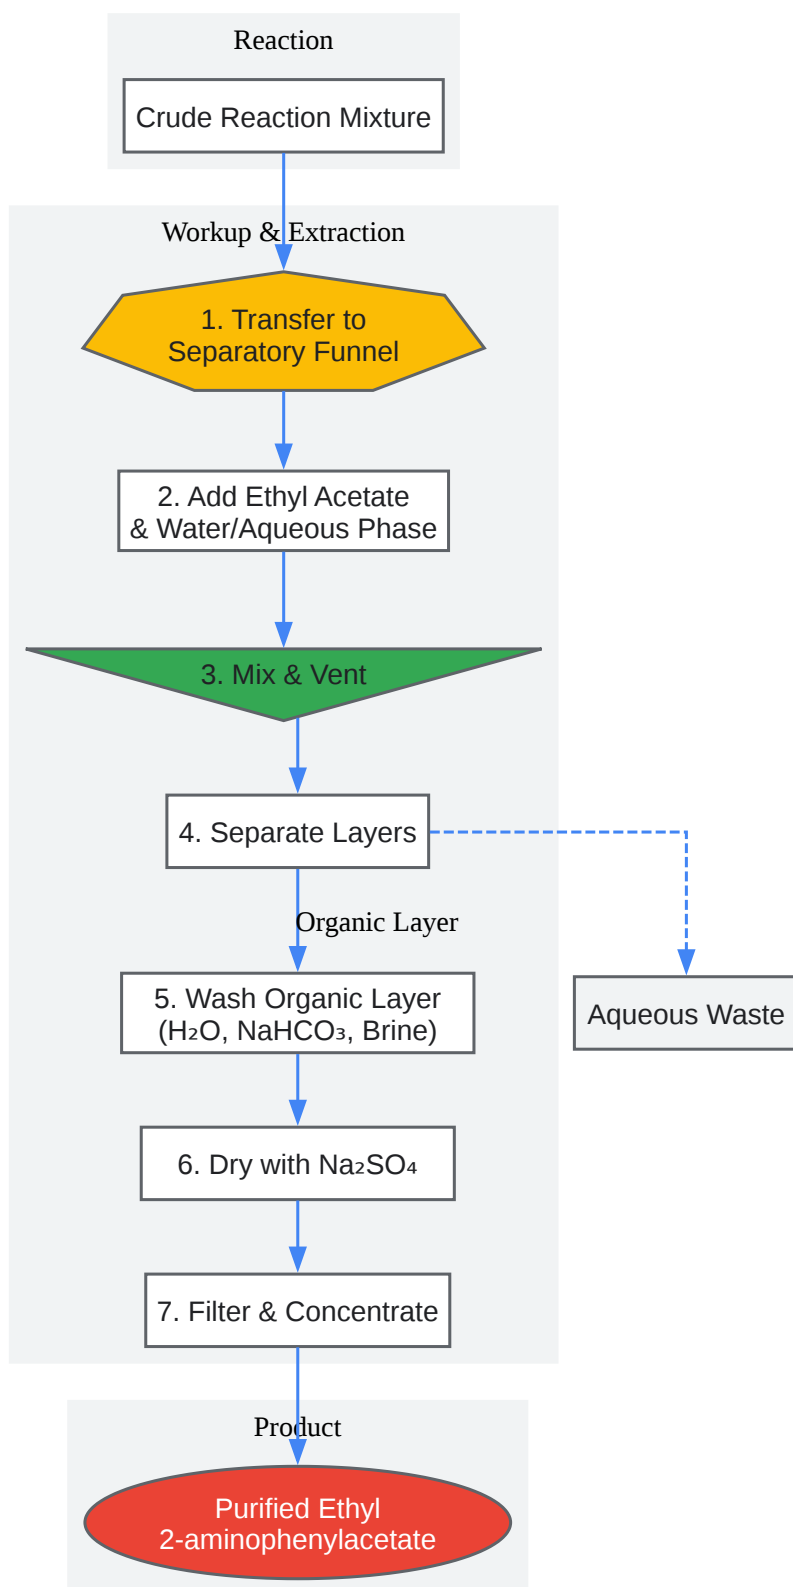 Reaction
Crude Reaction Mixture
Workup & Extraction
1. Transfer to
Separatory Funnel
2. Add Ethyl Acetate
& Water/Aqueous Phase
3. Mix & Vent
4. Separate Layers
Organic Layer
5. Wash Organic Layer
(H₂O, NaHCO₃, Brine)
Aqueous Waste
6. Dry with Na₂SO₄
7. Filter & Concentrate
Product
Purified Ethyl
2-aminophenylacetate